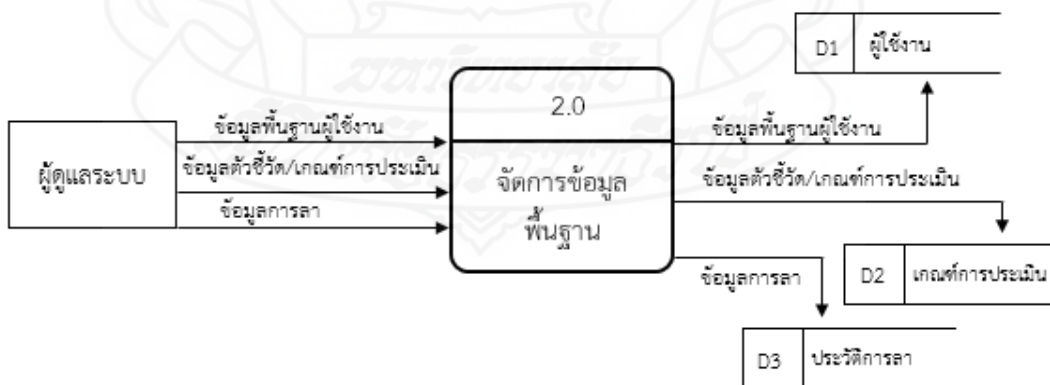 D1 ผู้ใช้งาน
2.0
ข้อมูลพื้นฐานผู้ใช้งาน
ข้อมูลพื้นฐานผู้ใช้งาน
ผู้ดูแลระบบ
ข้อมูลตัวชี้วัด/เกณฑ์การประเมิน
จัดการข้อมูล
พื้นฐาน
ข้อมูลตัวชี้วัด/เกณฑ์การประเมิน
ข้อมูลการลา
ข้อมูลการลา
D2 เกณฑ์การประเมิน
D3 ประวัติการลา